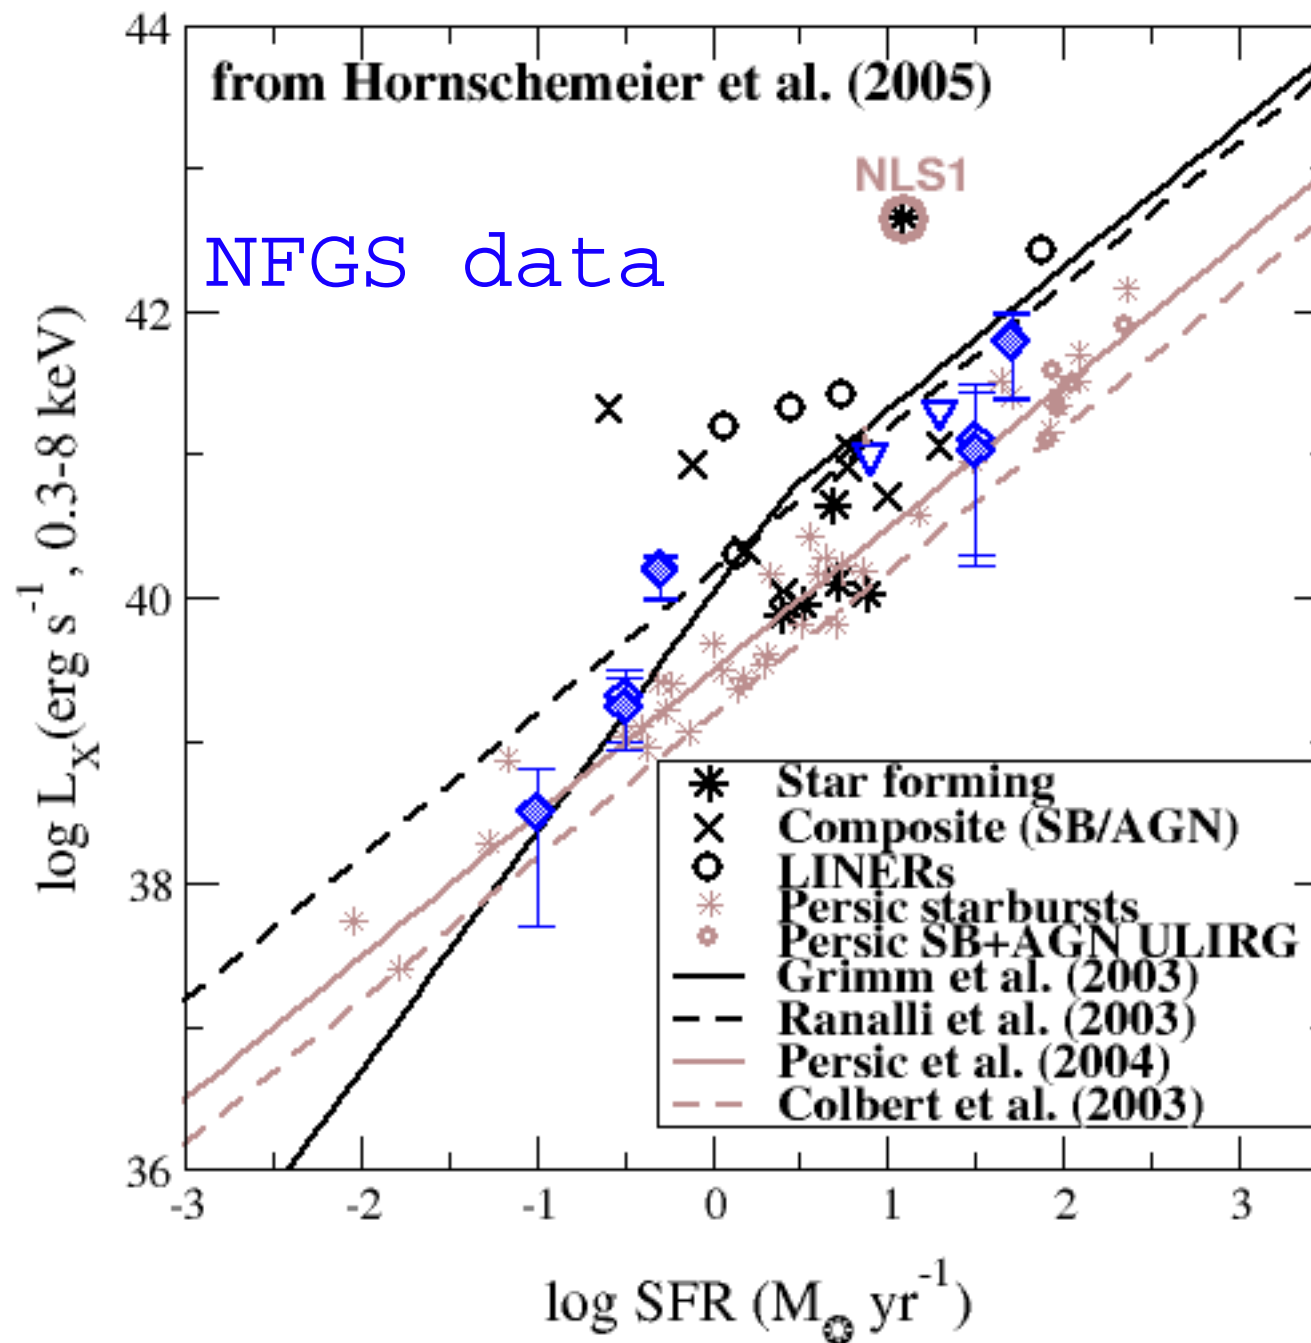 44
from Hornschemeier et al. (2005)
NLS1
NFGS data
42
log L_X(erg s^-1, 0.3-8 keV)
40
38
36
Star forming
Composite (SB/AGN)
LINERs
Persic starbursts
Persic SB+AGN ULIRG
Grimm et al. (2003)
Ranalli et al. (2003)
Persic et al. (2004)
Colbert et al. (2003)
-3 -2 -1 0 1 2 3
log SFR (M_☉ yr^-1)